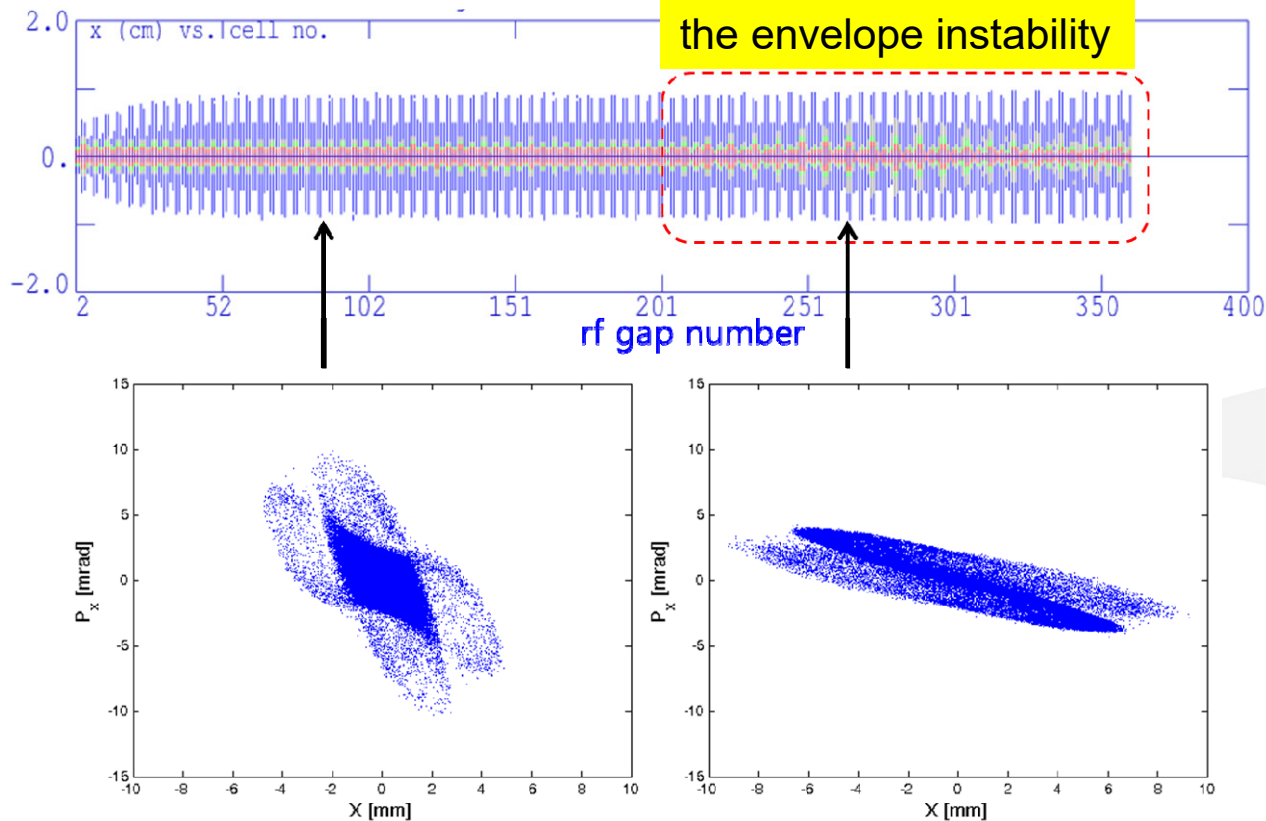 the envelope instability
2.0
x (cm) vs. cell no.
0.
-2.0
2 52 102 151 201 251 301 350 400
rf gap number
15
10
5
0
-5
-10
-15
-10 -8 -6 -4 -2 0 2 4 6 8 10
P_x [mrad]
X [mm]
15
10
5
0
-5
-10
-15
-10 -8 -6 -4 -2 0 2 4 6 8 10
P_x [mrad]
X [mm]